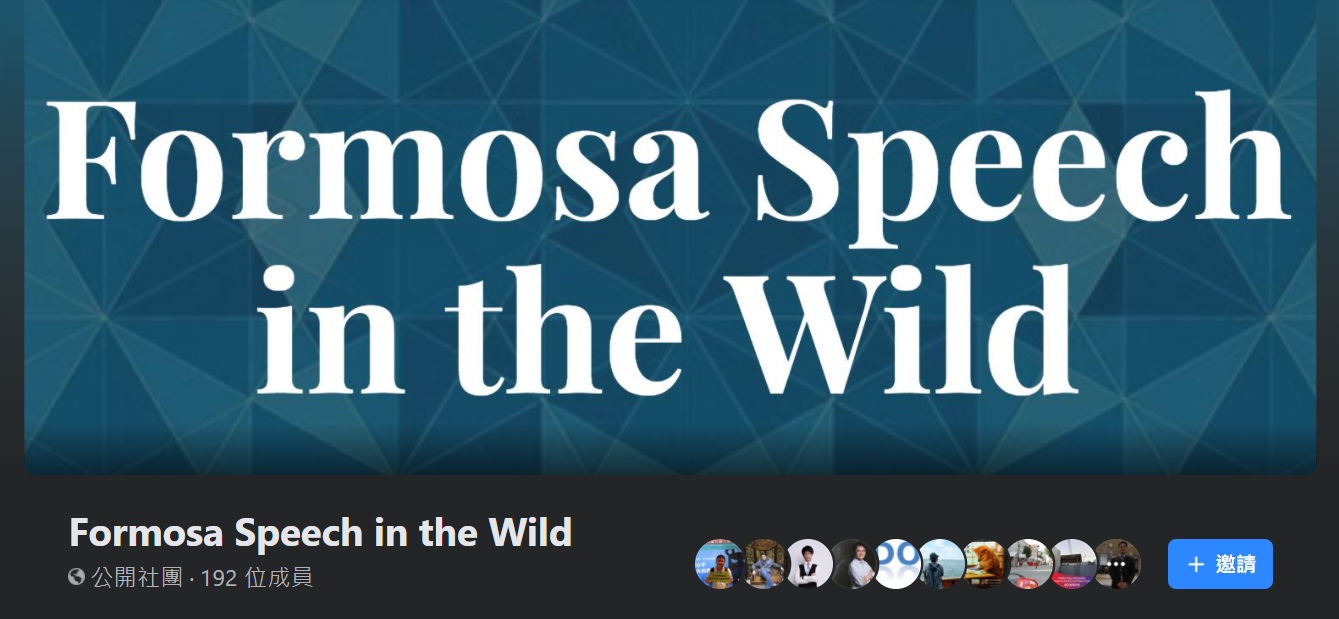 Formosa Speech
in the Wild
Formosa Speech in the Wild
公開社團 · 192 位成員
+ 邀請